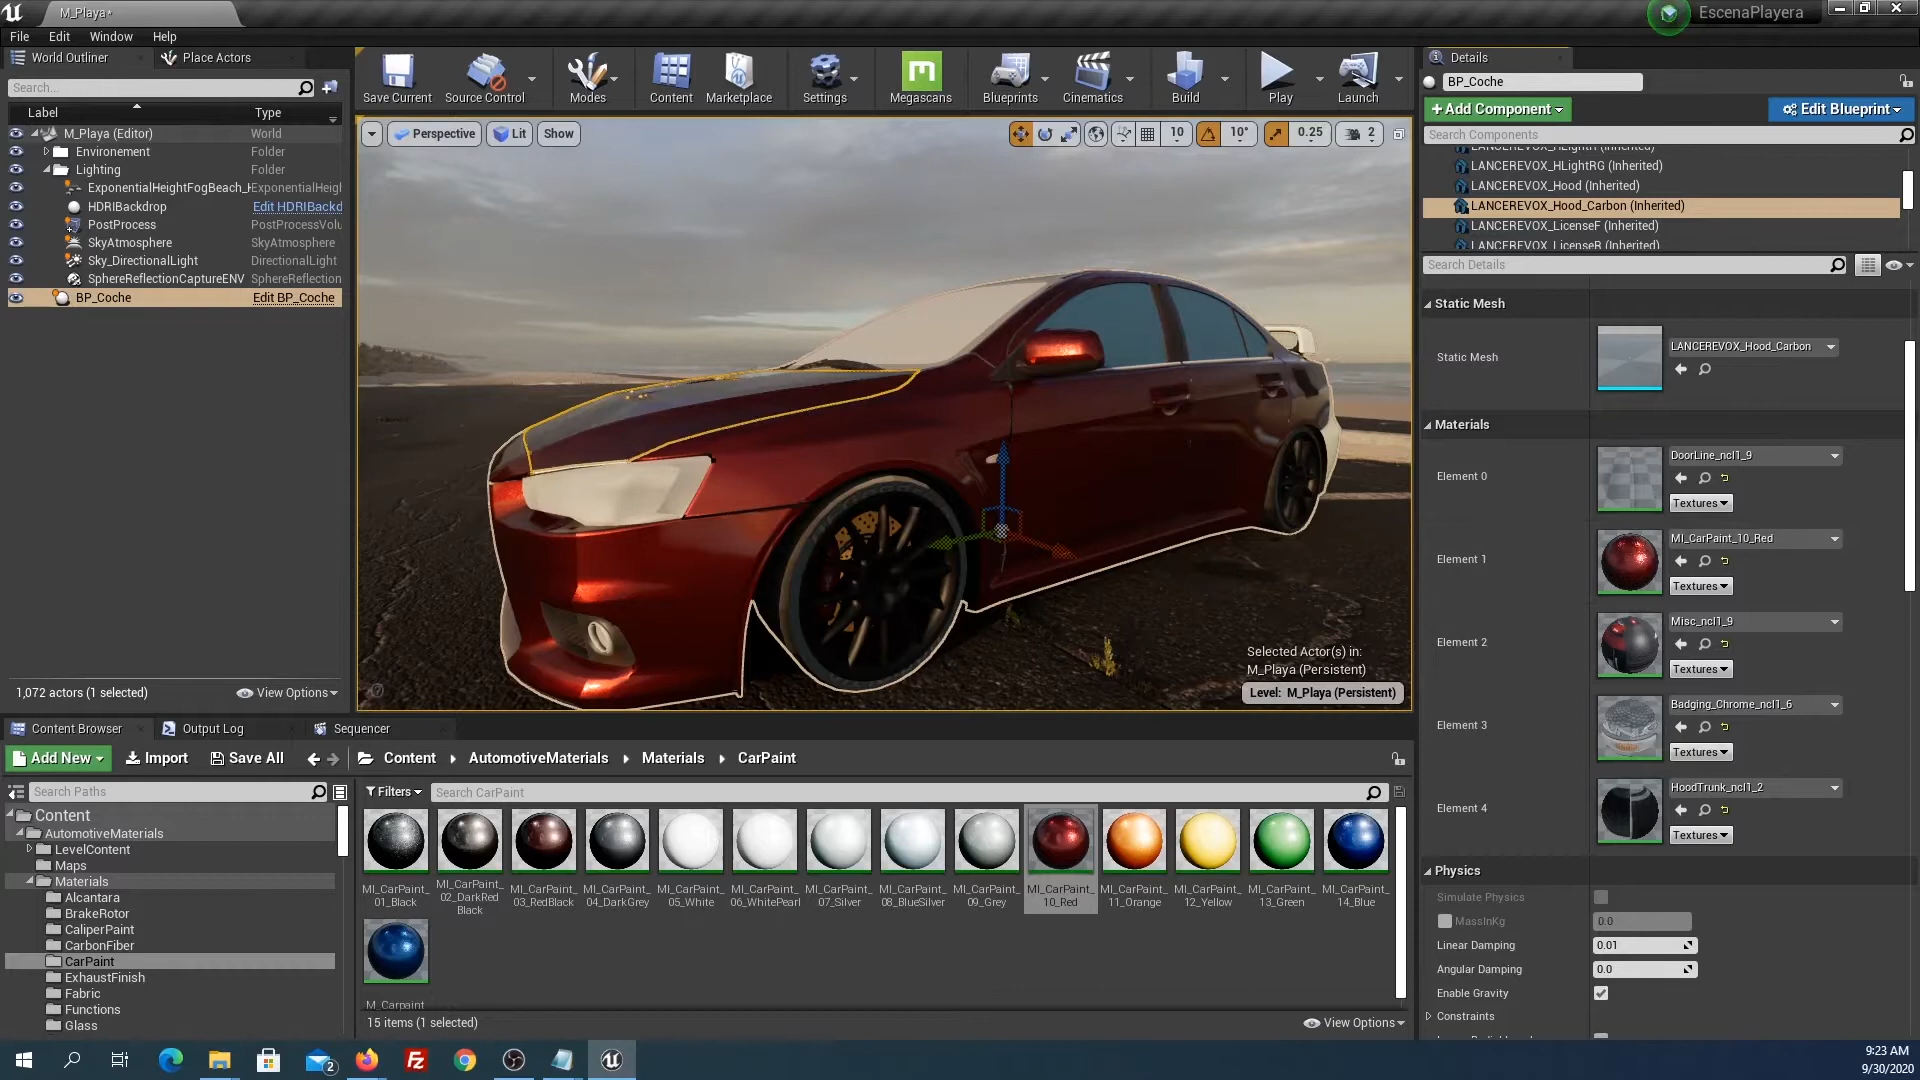 M_Playa*
EscenaPlayera
File Edit Window Help
World Outliner
Place Actors
Search...
Label Type
M_Playa (Editor) World
Environement Folder
Lighting Folder
ExponentialHeightFogBeach_H ExponentialHeigh
HDRIBackdrop Edit HDRIBackd
PostProcess PostProcessVolu
SkyAtmosphere SkyAtmosphere
Sky_DirectionalLight DirectionalLight
SphereReflectionCaptureENV SphereReflection
BP_Coche Edit BP_Coche
1,072 actors (1 selected)
View Options
Save Current
Source Control
Modes
Content
Marketplace
Settings
Megascans
Blueprints
Cinematics
Build
Play
Launch
Perspective
Lit
Show
10
10°
0.25
2
Selected Actor(s) in:
M_Playa (Persistent)
Level: M_Playa (Persistent)
Details
BP_Coche
+Add Component
Edit Blueprint
Search Components
LANCEREVOX_HLightRG (Inherited)
LANCEREVOX_Hood (Inherited)
LANCEREVOX_Hood_Carbon (Inherited)
LANCEREVOX_LicenseF (Inherited)
LANCEREVOX_LicenseR (Inherited)
Search Details
Static Mesh
Static Mesh
LANCEREVOX_Hood_Carbon
Materials
Element 0
DoorLine_ncl1_9
Textures
Element 1
MI_CarPaint_10_Red
Textures
Element 2
Misc_ncl1_9
Textures
Element 3
Badging_Chrome_ncl1_6
Textures
Element 4
HoodTrunk_ncl1_2
Textures
Physics
Simulate Physics
MassInKg 0.0
Linear Damping 0.01
Angular Damping 0.0
Enable Gravity
Constraints
Content Browser
Output Log
Sequencer
Add New
Import
Save All
Content
AutomotiveMaterials
Materials
CarPaint
Search Paths
Filters
Search CarPaint
Content
AutomotiveMaterials
LevelContent
Maps
Materials
Alcantara
BrakeRotor
CaliperPaint
CarbonFiber
CarPaint
ExhaustFinish
Fabric
Functions
Glass
MI_CarPaint_
01_Black
MI_CarPaint_
02_DarkRed
Black
MI_CarPaint_
03_RedBlack
MI_CarPaint_
04_DarkGrey
MI_CarPaint_
05_White
MI_CarPaint_
06_WhitePearl
MI_CarPaint_
07_Silver
MI_CarPaint_
08_BlueSilver
MI_CarPaint_
09_Grey
MI_CarPaint_
10_Red
MI_CarPaint_
11_Orange
MI_CarPaint_
12_Yellow
MI_CarPaint_
13_Green
MI_CarPaint_
14_Blue
M_Carpaint
15 items (1 selected)
View Options
2
9:23 AM
9/30/2020